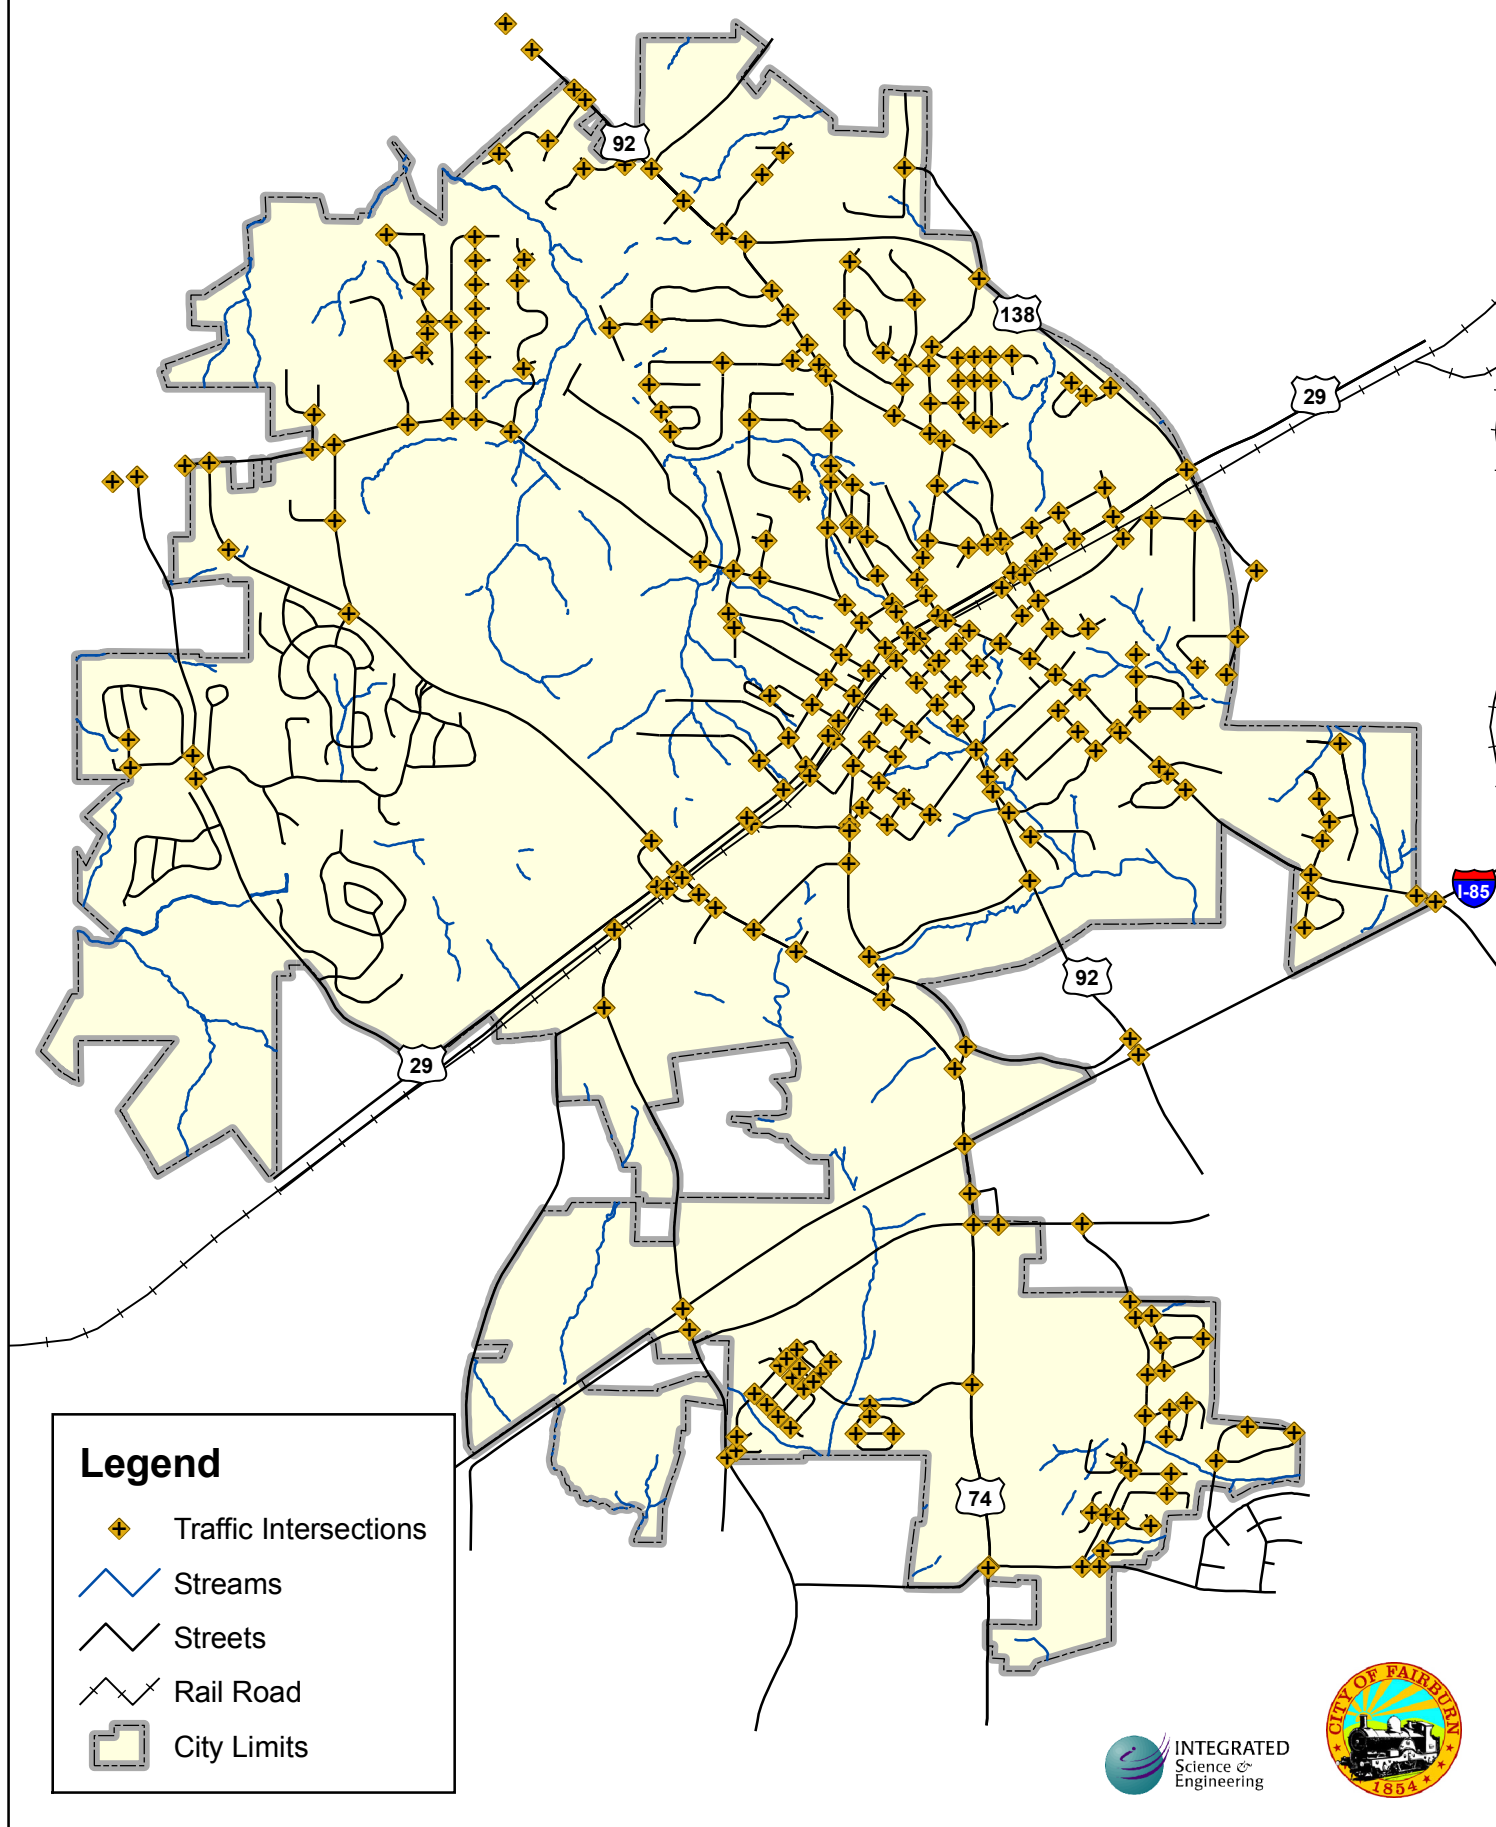 92
138
29
I-85
92
29
74
Legend
Traffic Intersections
Streams
Streets
Rail Road
City Limits
INTEGRATED
Science &
Engineering
CITY OF FAIRBURN
1854